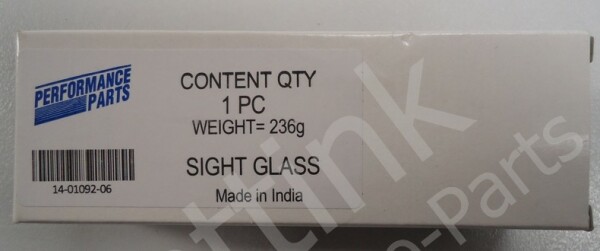 PERFORMANCE
PARTS
14-01092-06
CONTENT QTY
1 PC
WEIGHT= 236g
SIGHT GLASS
Made in India